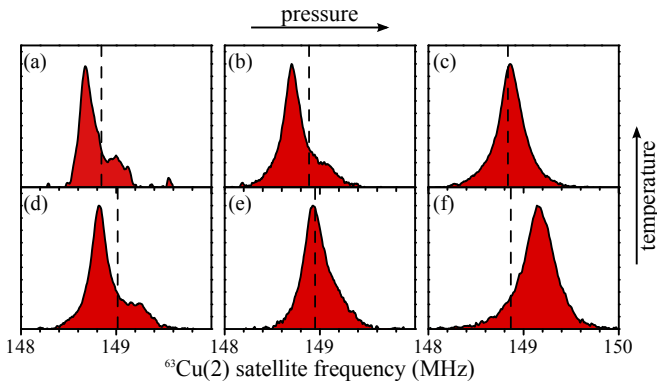 pressure
(a)
(b)
(c)
temperature
(d)
(e)
(f)
148
149
148
149
148
149
150
⁶³Cu(2) satellite frequency (MHz)